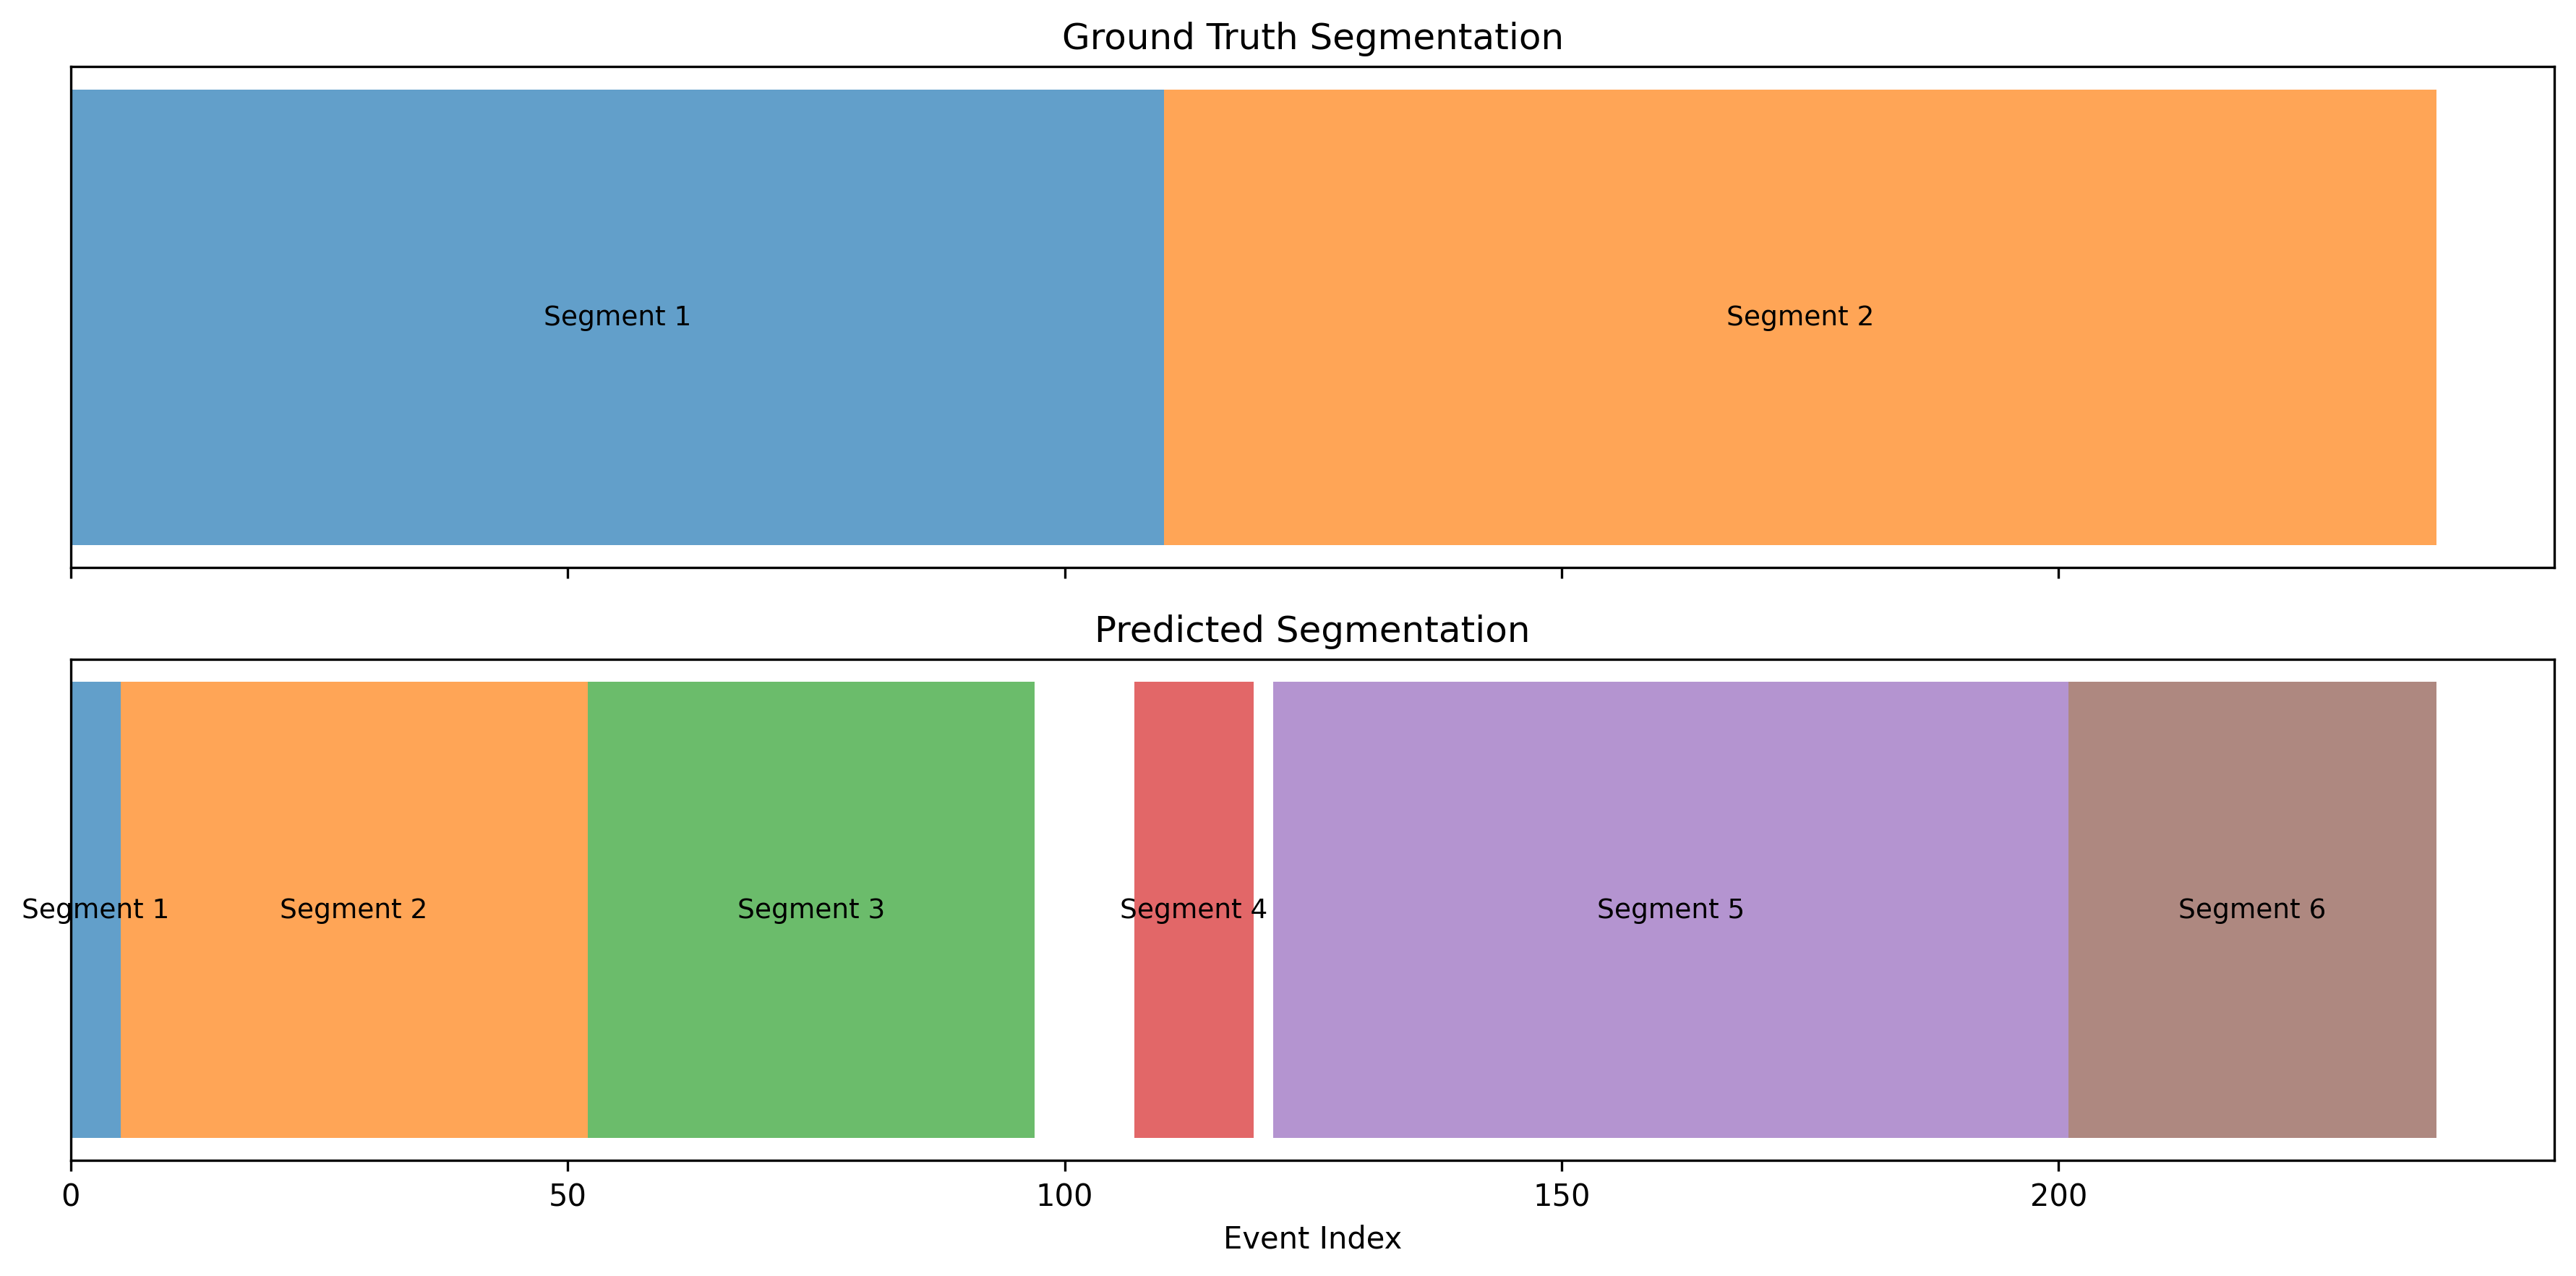 Ground Truth Segmentation
Segment 1 Segment 2
Predicted Segmentation
Segment 1 Segment 2 Segment 3 Segment 4 Segment 5 Segment 6
0 50 100 150 200
Event Index